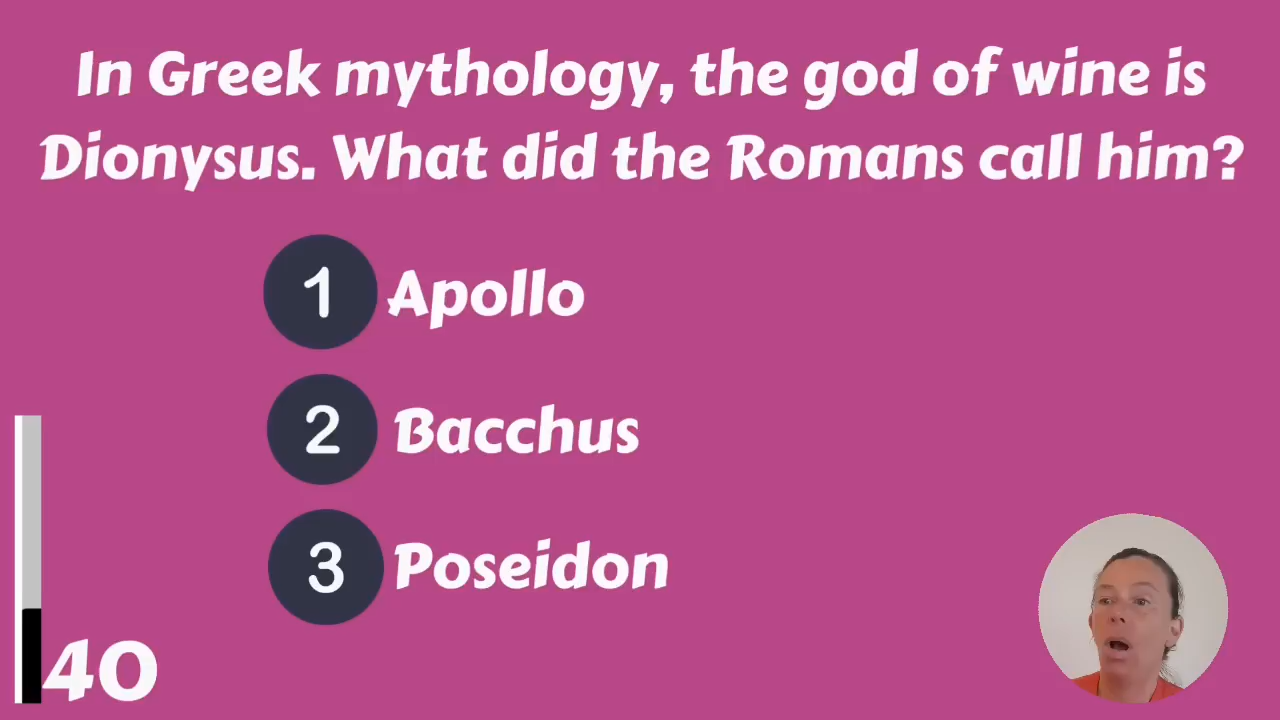 In Greek mythology, the god of wine is
Dionysus. What did the Romans call him?
1 Apollo
2 Bacchus
3 Poseidon
40